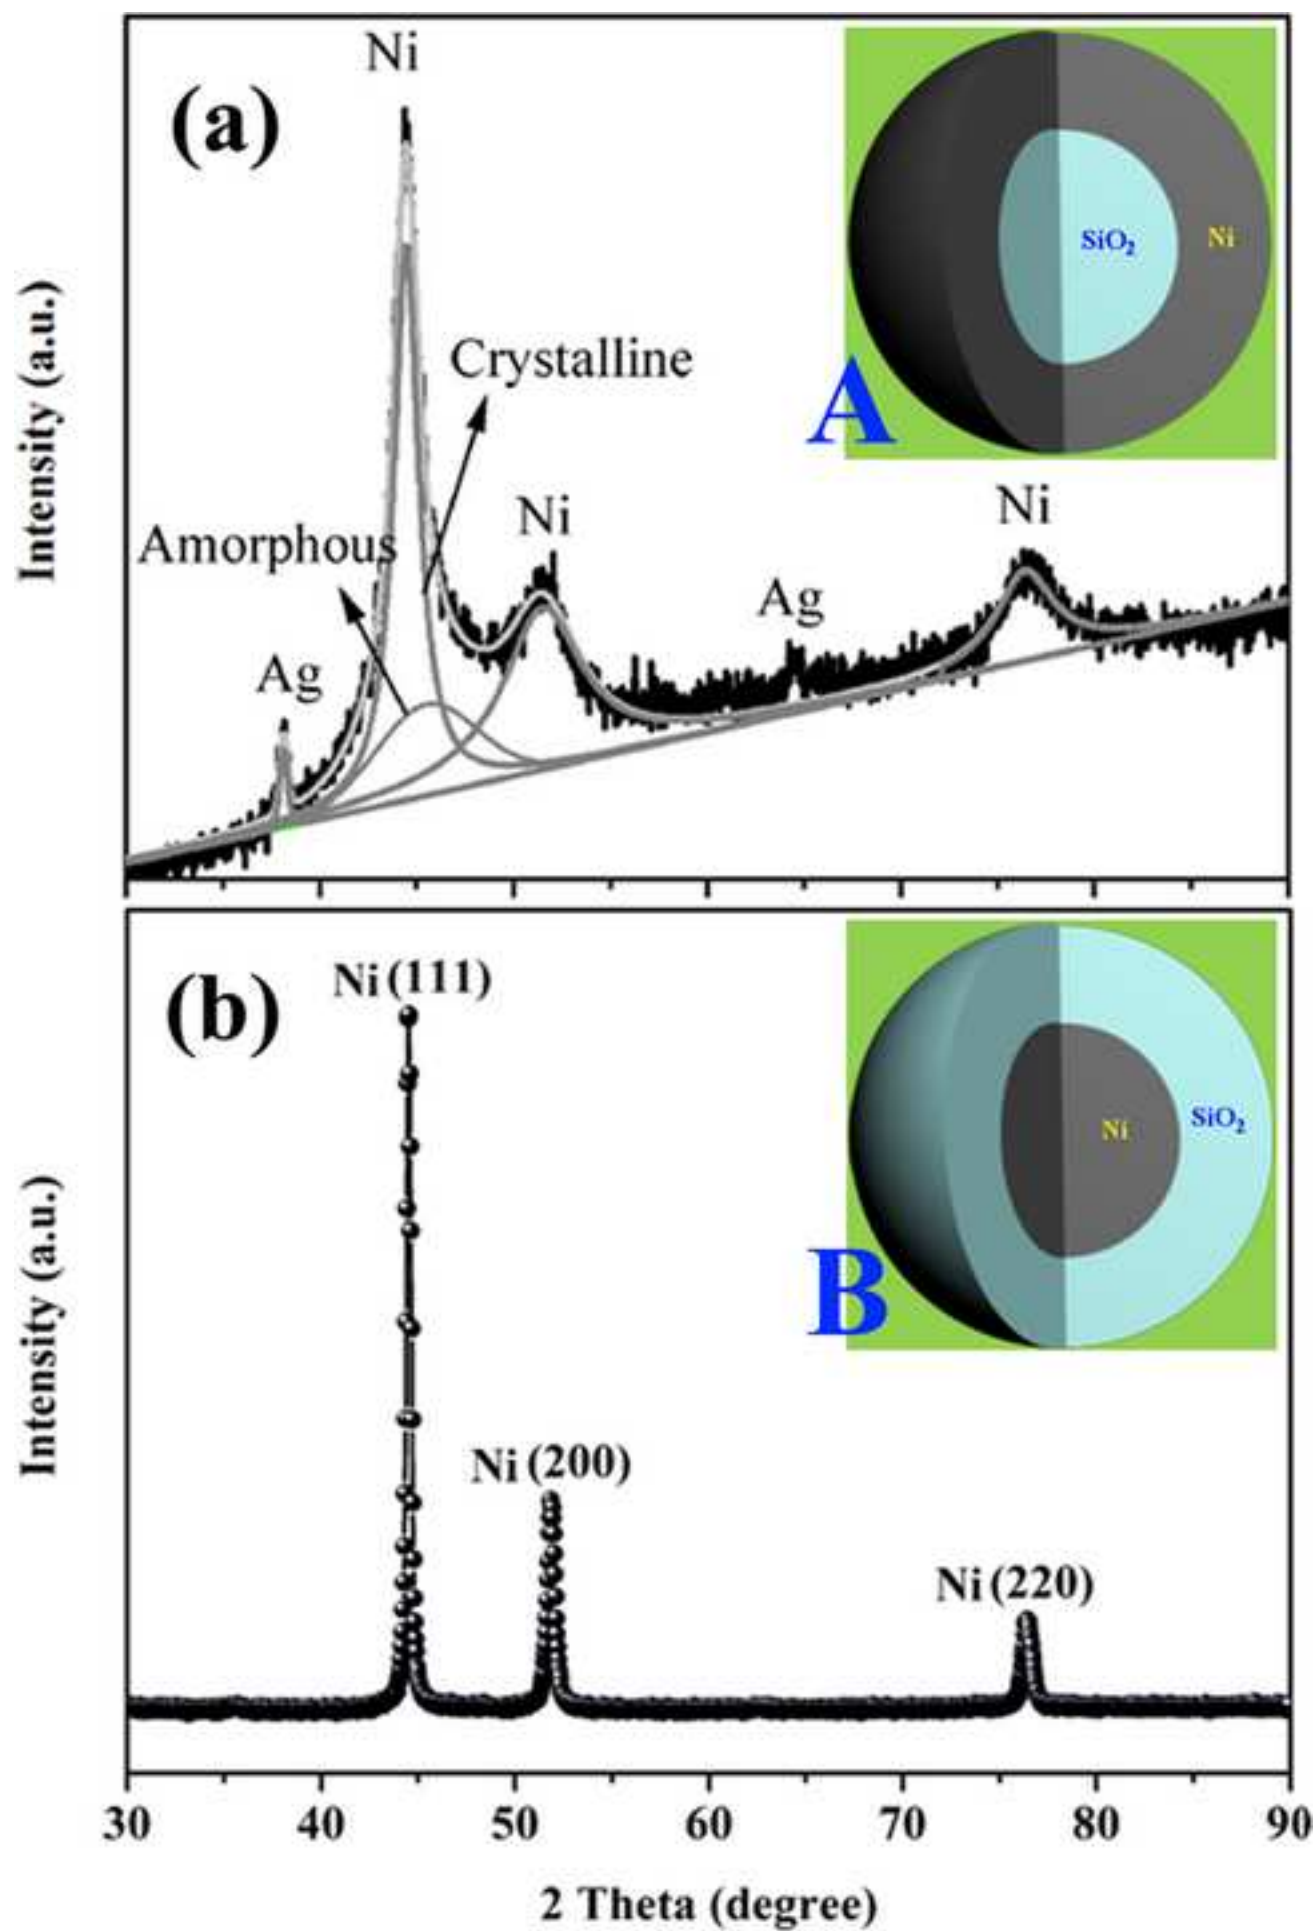 (a)
Ni
Crystalline
Amorphous
Ag
Ni
Ag
Ni
SiO₂
Ni
A
Intensity (a.u.)
(b)
Ni (111)
Ni (200)
Ni (220)
Ni
SiO₂
B
Intensity (a.u.)
30 40 50 60 70 80 90
2 Theta (degree)